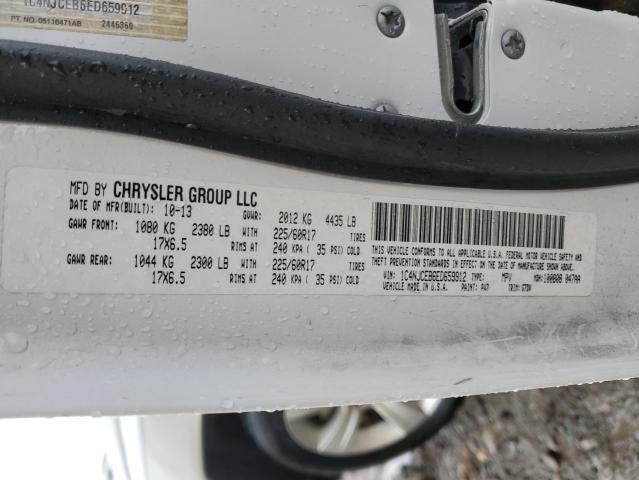 1C4NJCEB6ED659912
PT. NO. 05116471AB 2446360
MFD BY CHRYSLER GROUP LLC
DATE OF MFR(BUILT): 10-13 GVWR: 2012 KG 4435 LB
GAWR FRONT: 1080 KG 2380 LB WITH 225/60R17 TIRES
17X6.5 RIMS AT 240 KPA ( 35 PSI) COLD
GAWR REAR: 1044 KG 2300 LB WITH 225/60R17 TIRES
17X6.5 RIMS AT 240 KPA ( 35 PSI) COLD
THIS VEHICLE CONFORMS TO ALL APPLICABLE U.S. FEDERAL MOTOR VEHICLE SAFETY AND
THEFT PREVENTION STANDARDS IN EFFECT ON THE DATE OF MANUFACTURE SHOWN ABOVE.
VIN: 1C4NJCEB6ED659912 TYPE: MPV MDH: 100808 047AA
VEHICLE MADE IN U.S.A. PAINT: PW7 TRIM: